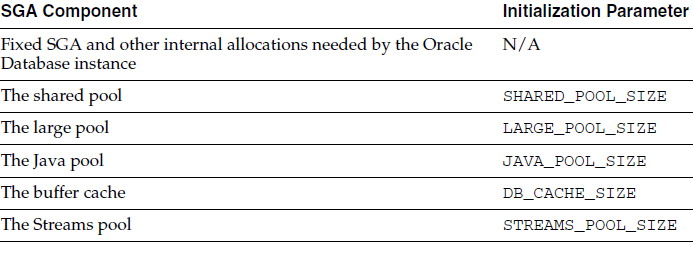 SGA Component Initialization Parameter
Fixed SGA and other internal allocations needed by the Oracle N/A
Database instance
The shared pool SHARED_POOL_SIZE
The large pool LARGE_POOL_SIZE
The Java pool JAVA_POOL_SIZE
The buffer cache DB_CACHE_SIZE
The Streams pool STREAMS_POOL_SIZE